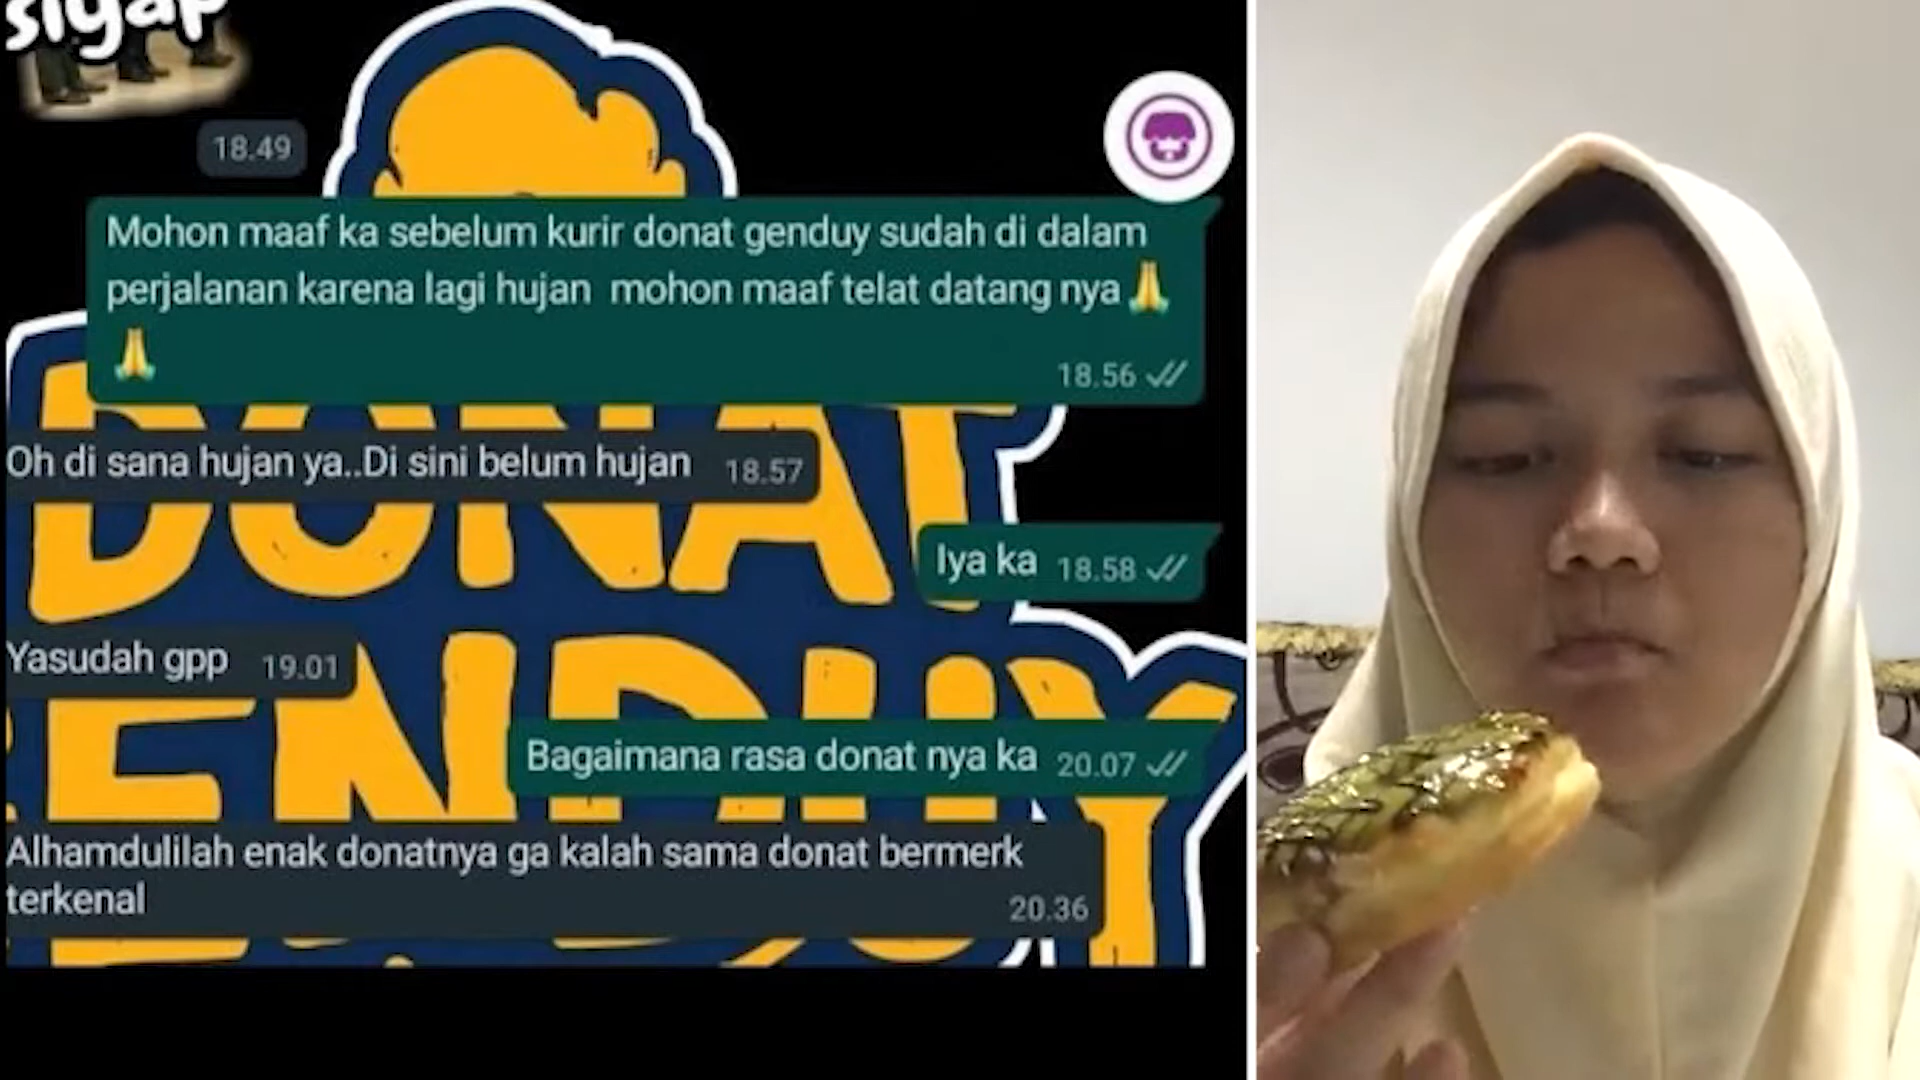 siyap
18.49
Mohon maaf ka sebelum kurir donat genduy sudah di dalam
perjalanan karena lagi hujan mohon maaf telat datang nya🙏
🙏
18.56
Oh di sana hujan ya..Di sini belum hujan 18.57
Iya ka 18.58
Yasudah gpp 19.01
Bagaimana rasa donat nya ka 20.07
Alhamdulilah enak donatnya ga kalah sama donat bermerk
terkenal
20.36
DONAT
GENDUY